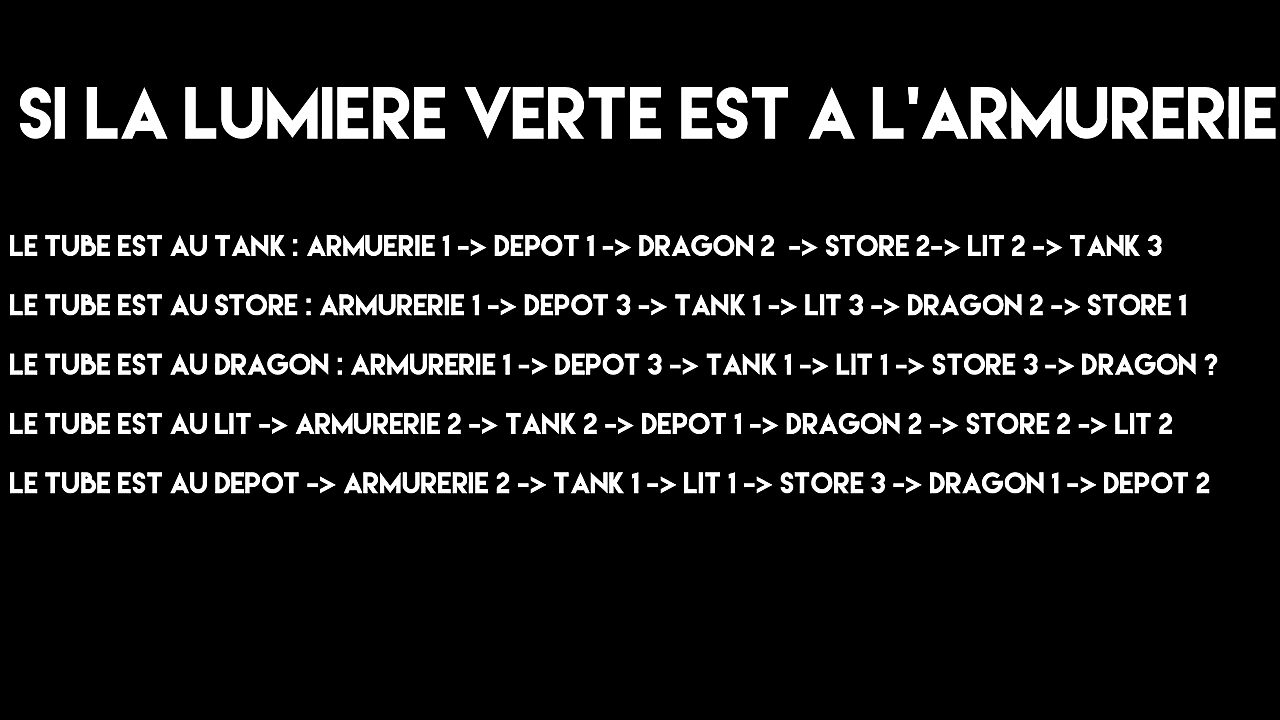 SI LA LUMIERE VERTE EST A L'ARMURERIE
LE TUBE EST AU TANK : ARMUERIE 1 -> DEPOT 1 -> DRAGON 2 -> STORE 2-> LIT 2 -> TANK 3
LE TUBE EST AU STORE : ARMURERIE 1 -> DEPOT 3 -> TANK 1 -> LIT 3 -> DRAGON 2 -> STORE 1
LE TUBE EST AU DRAGON : ARMURERIE 1 -> DEPOT 3 -> TANK 1 -> LIT 1 -> STORE 3 -> DRAGON ?
LE TUBE EST AU LIT -> ARMURERIE 2 -> TANK 2 -> DEPOT 1 -> DRAGON 2 -> STORE 2 -> LIT 2
LE TUBE EST AU DEPOT -> ARMURERIE 2 -> TANK 1 -> LIT 1 -> STORE 3 -> DRAGON 1 -> DEPOT 2